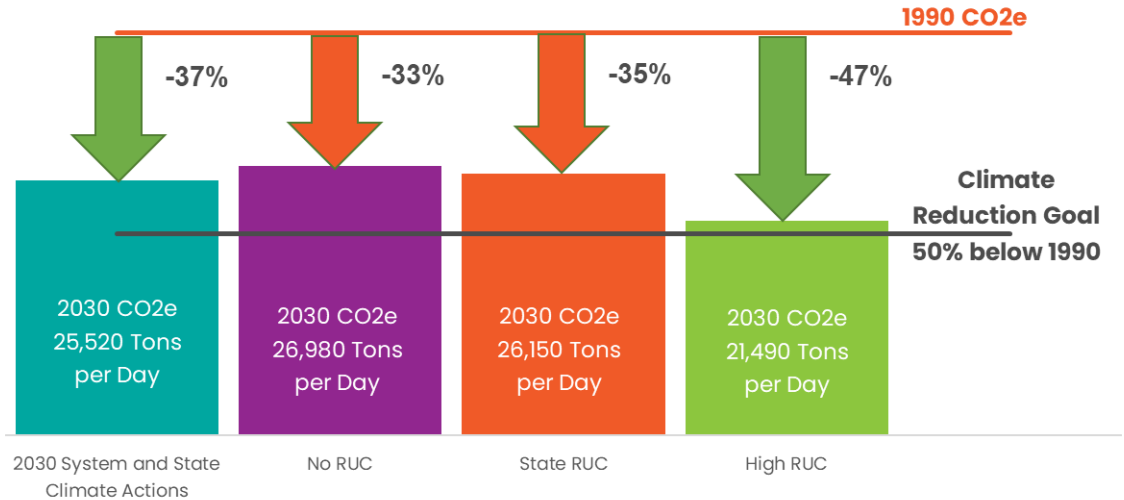 1990 CO2e
-37%
-33%
-35%
-47%
Climate
Reduction Goal
50% below 1990
2030 CO2e
25,520 Tons
per Day
2030 CO2e
26,980 Tons
per Day
2030 CO2e
26,150 Tons
per Day
2030 CO2e
21,490 Tons
per Day
2030 System and State
Climate Actions
No RUC
State RUC
High RUC